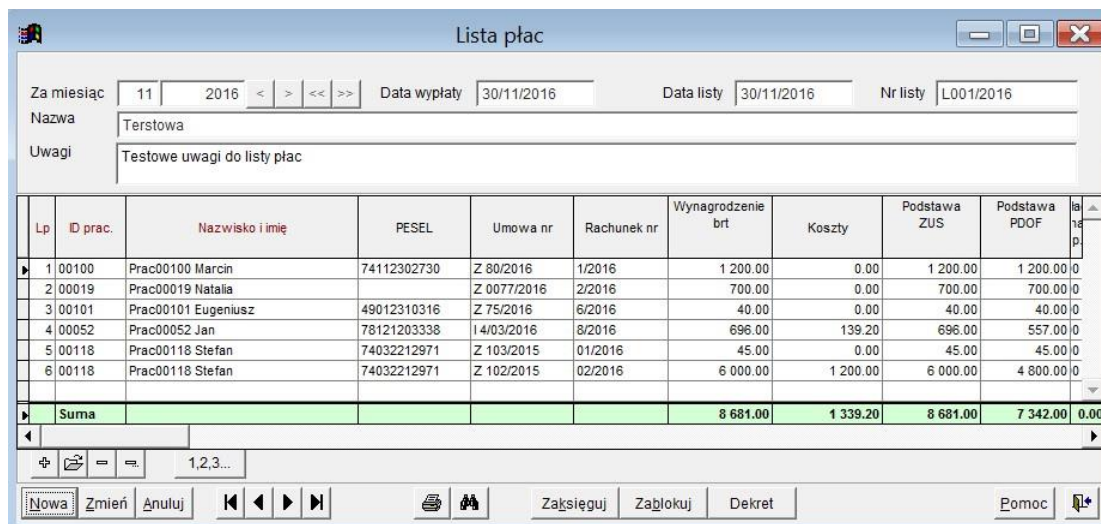 Lista płac
Za miesiąc 11 2016 < > << >> Data wypłaty 30/11/2016 Data listy 30/11/2016 Nr listy L001/2016
Nazwa Terstowa
Uwagi Testowe uwagi do listy płac
Lp ID prac. Nazwisko i imię PESEL Umowa nr Rachunek nr Wynagrodzenie brt Koszty Podstawa ZUS Podstawa PDOF
1 00100 Prac00100 Marcin 74112302730 Z 80/2016 1/2016 1 200.00 0.00 1 200.00 1 200.00 0
2 00019 Prac00019 Natalia Z 0077/2016 2/2016 700.00 0.00 700.00 700.00 0
3 00101 Prac00101 Eugeniusz 49012310316 Z 75/2016 6/2016 40.00 0.00 40.00 40.00 0
4 00052 Prac00052 Jan 78121203338 I 4/03/2016 8/2016 696.00 139.20 696.00 557.00 0
5 00118 Prac00118 Stefan 74032212971 Z 103/2015 01/2016 45.00 0.00 45.00 45.00 0
6 00118 Prac00118 Stefan 74032212971 Z 102/2015 02/2016 6 000.00 1 200.00 6 000.00 4 800.00 0
Suma 8 681.00 1 339.20 8 681.00 7 342.00 0.00
1,2,3...
Nowa Zmień Anuluj Zaksięguj Zablokuj Dekret Pomoc